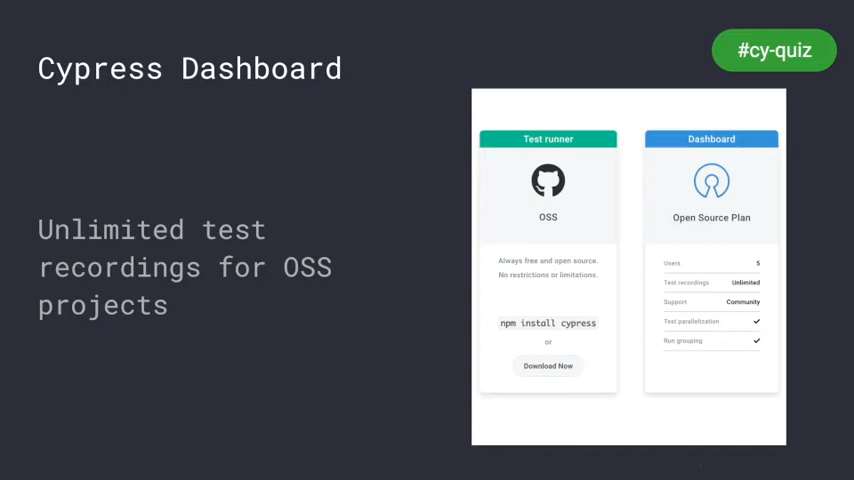 Cypress Dashboard
#cy-quiz
Unlimited test
recordings for OSS
projects
Test runner
OSS
Always free and open source.
No restrictions or limitations.
npm install cypress
or
Download Now
Dashboard
Open Source Plan
Users 5
Test recordings Unlimited
Support Community
Test parallelization ✔
Run grouping ✔